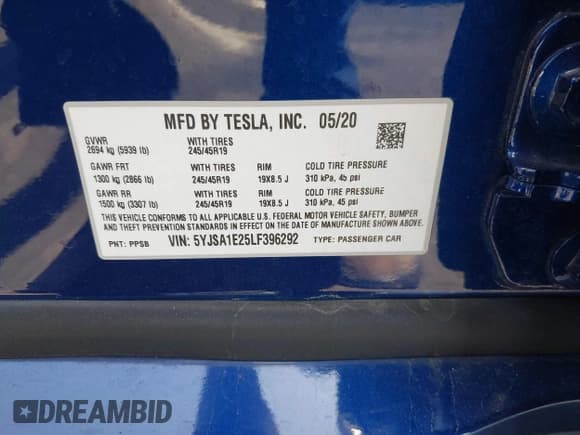 MFD BY TESLA, INC. 05/20
GVWR WITH TIRES
2694 kg (5939 lb) 245/45R19
GAWR FRT WITH TIRES RIM COLD TIRE PRESSURE
1300 kg (2866 lb) 245/45R19 19X8.5 J 310 kPa, 45 psi
GAWR RR WITH TIRES RIM COLD TIRE PRESSURE
1500 kg (3307 lb) 245/45R19 19X8.5 J 310 kPa, 45 psi
THIS VEHICLE CONFORMS TO ALL APPLICABLE U.S. FEDERAL MOTOR VEHICLE SAFETY, BUMPER
AND THEFT PREVENTION STANDARDS IN EFFECT ON THE DATE OF MANUFACTURE SHOWN ABOVE.
PNT: PPSB VIN: 5YJSA1E25LF396292 TYPE: PASSENGER CAR
DREAMBID